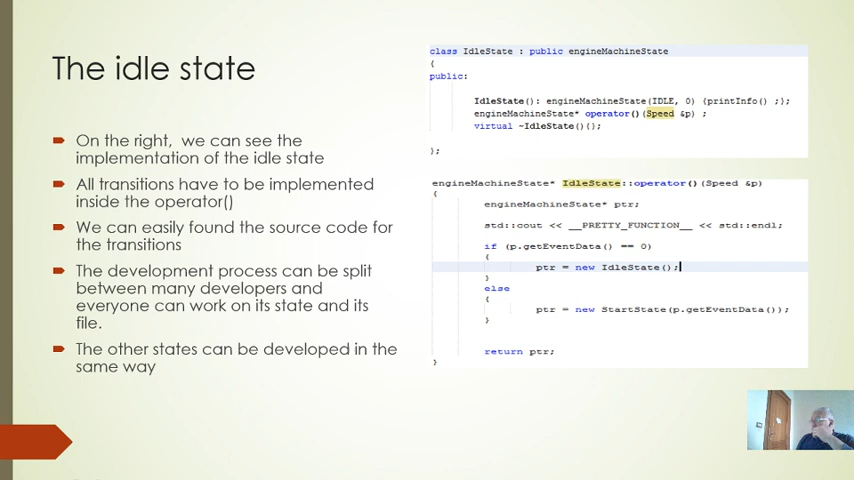 The idle state
On the right, we can see the
implementation of the idle state
All transitions have to be implemented
inside the operator()
We can easily found the source code for
the transitions
The development process can be split
between many developers and
everyone can work on its state and its
file.
The other states can be developed in the
same way
class IdleState : public engineMachineState
{
public:
IdleState(): engineMachineState(IDLE, 0) {printInfo() ;};
engineMachineState* operator()(Speed &p) ;
virtual ~IdleState(){};
};
engineMachineState* IdleState::operator()(Speed &p)
{
engineMachineState* ptr;
std::cout << __PRETTY_FUNCTION__ << std::endl;
if (p.getEventData() == 0)
{
ptr = new IdleState();
}
else
{
ptr = new StartState(p.getEventData());
}
return ptr;
}